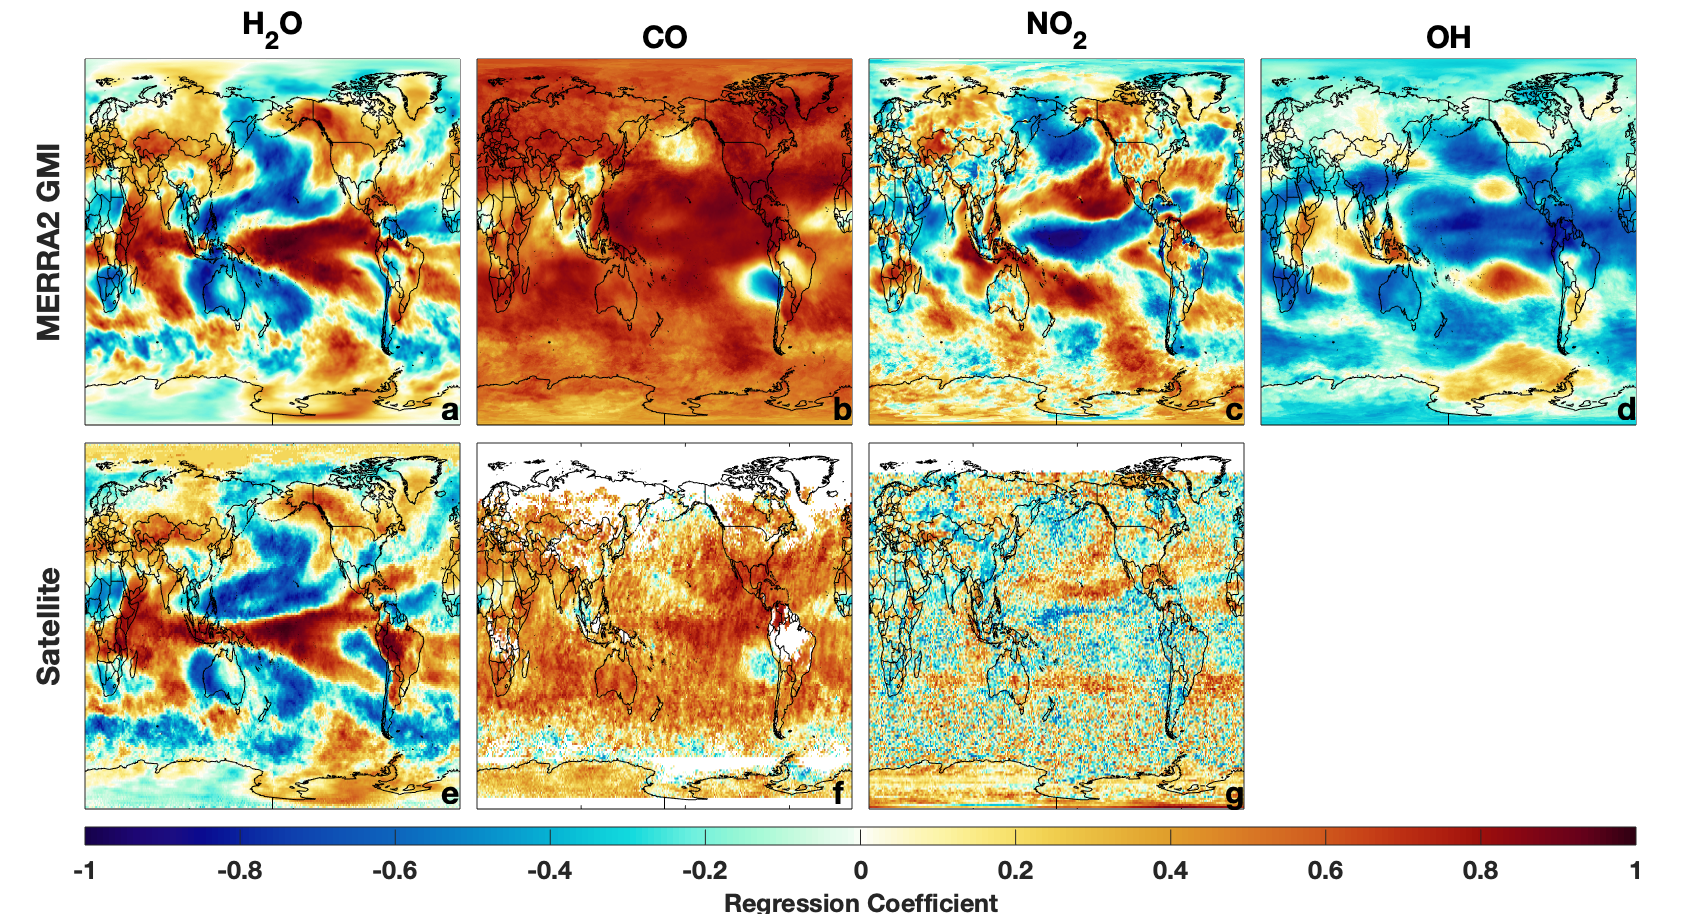 H2O CO NO2 OH
MERRA2 GMI
a b c d
Satellite
e f g
-1 -0.8 -0.6 -0.4 -0.2 0 0.2 0.4 0.6 0.8 1
Regression Coefficient